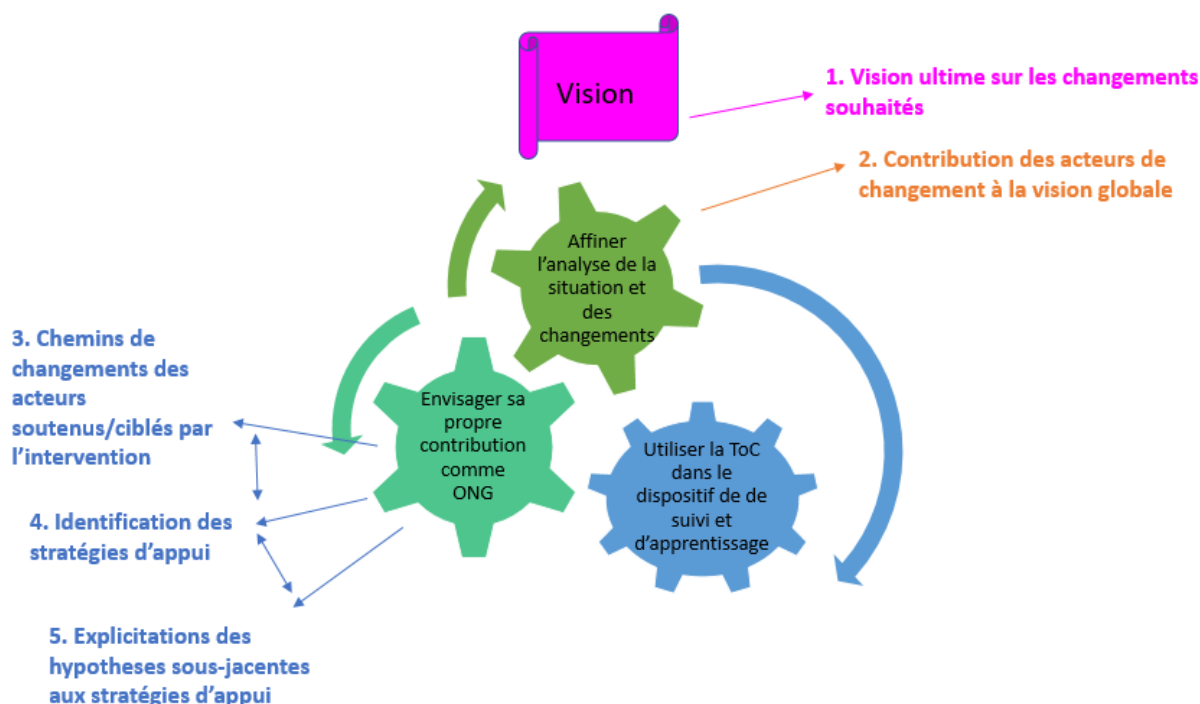 Vision
1. Vision ultime sur les changements
souhaités
2. Contribution des acteurs de
changement à la vision globale
Affiner
l'analyse de la
situation et
des
changements
3. Chemins de
changements des
acteurs
soutenus/ciblés par
l'intervention
Envisager sa
propre
contribution
comme
ONG
Utiliser la ToC
dans le
dispositif de de
suivi et
d'apprentissage
4. Identification des
stratégies d'appui
5. Explicitations des
hypotheses sous-jacentes
aux stratégies d'appui